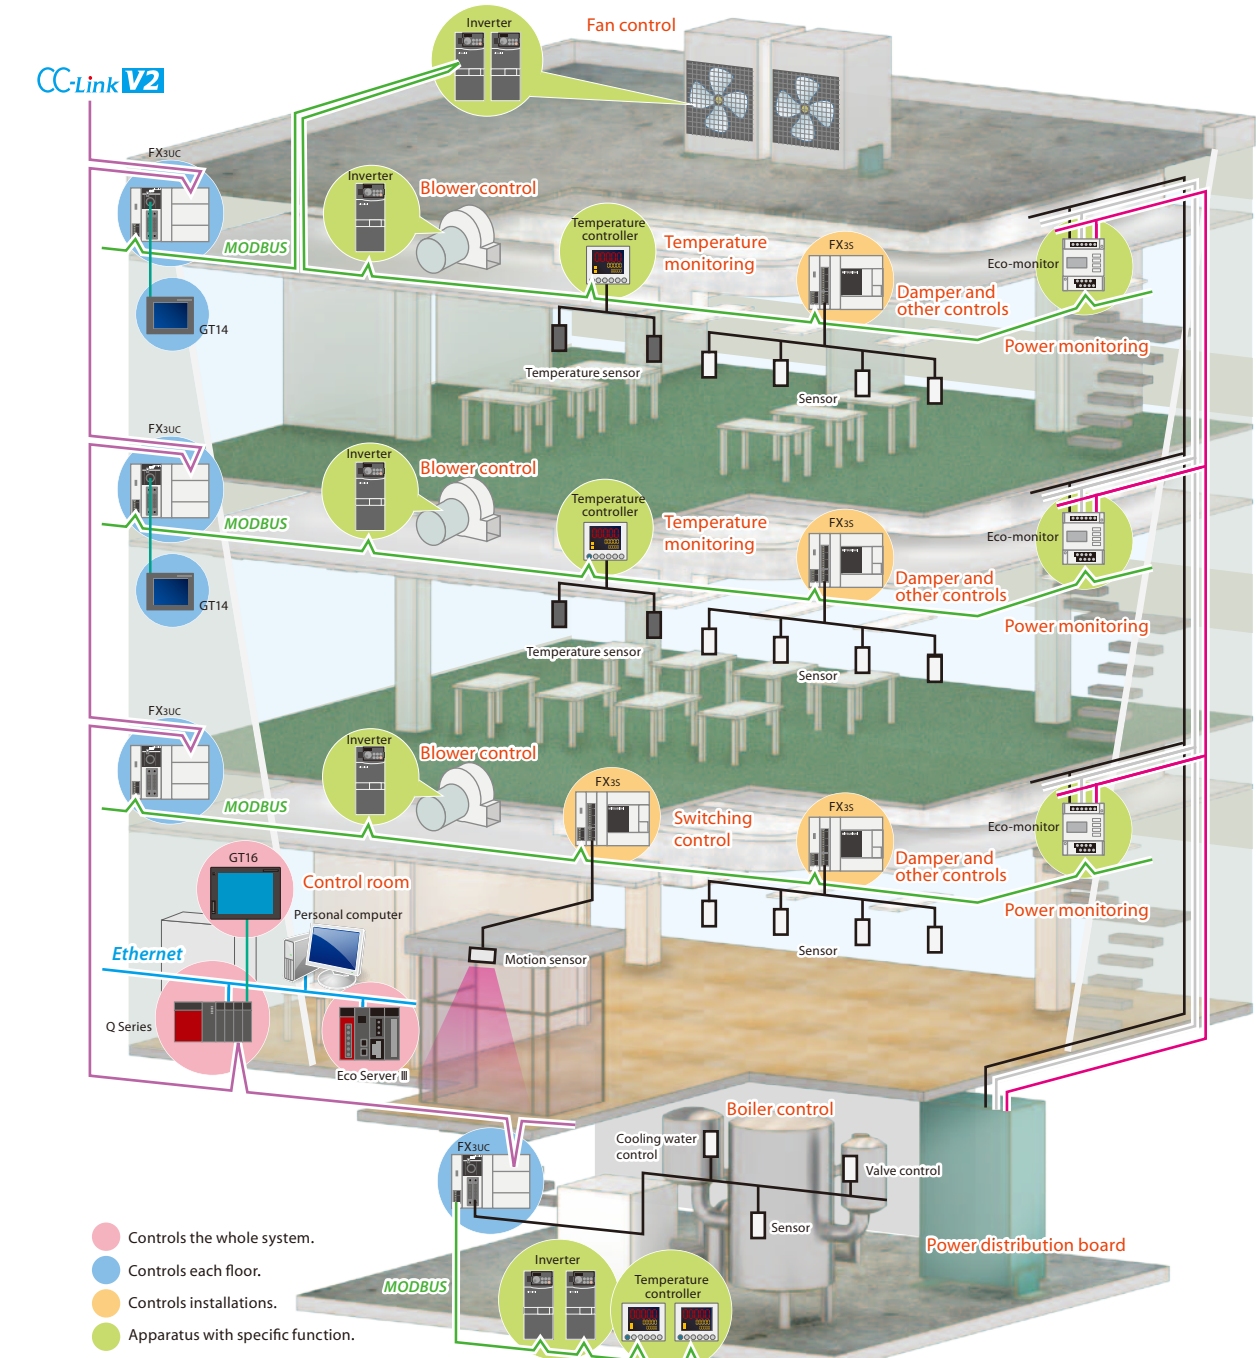 Inverter
Fan control
CC-Link V2
FX3UC
Inverter
Blower control
Temperature
controller
Temperature
monitoring
FX3S
Eco-monitor
MODBUS
Damper and
other controls
GT14
Power monitoring
Temperature sensor
Sensor
FX3UC
Inverter
Blower control
Temperature
controller
Temperature
monitoring
FX3S
Eco-monitor
MODBUS
Damper and
other controls
GT14
Power monitoring
Temperature sensor
Sensor
FX3UC
Inverter
Blower control
FX3S
Switching
control
FX3S
Eco-monitor
MODBUS
Damper and
other controls
GT16
Control room
Power monitoring
Personal computer
Sensor
Ethernet
Motion sensor
Q Series
Eco Server III
Boiler control
FX3UC
Cooling water
control
Valve control
Sensor
Power distribution board
MODBUS
Inverter
Temperature
controller
Controls the whole system.
Controls each floor.
Controls installations.
Apparatus with specific function.